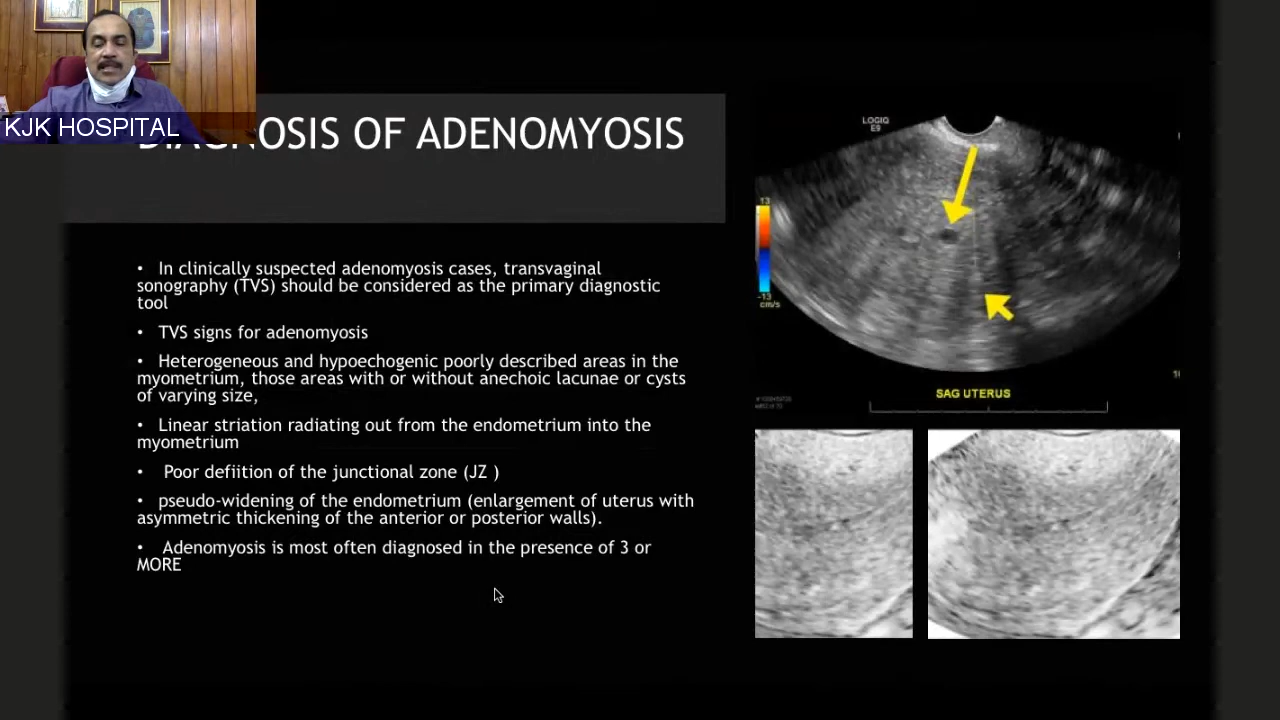 KJK HOSPITAL
DIAGNOSIS OF ADENOMYOSIS
• In clinically suspected adenomyosis cases, transvaginal
sonography (TVS) should be considered as the primary diagnostic
tool
• TVS signs for adenomyosis
• Heterogeneous and hypoechogenic poorly described areas in the
myometrium, those areas with or without anechoic lacunae or cysts
of varying size,
• Linear striation radiating out from the endometrium into the
myometrium
• Poor defiition of the junctional zone (JZ )
• pseudo-widening of the endometrium (enlargement of uterus with
asymmetric thickening of the anterior or posterior walls).
• Adenomyosis is most often diagnosed in the presence of 3 or
MORE
LOGIQ
E9
13
-13
cm/s
SAG UTERUS